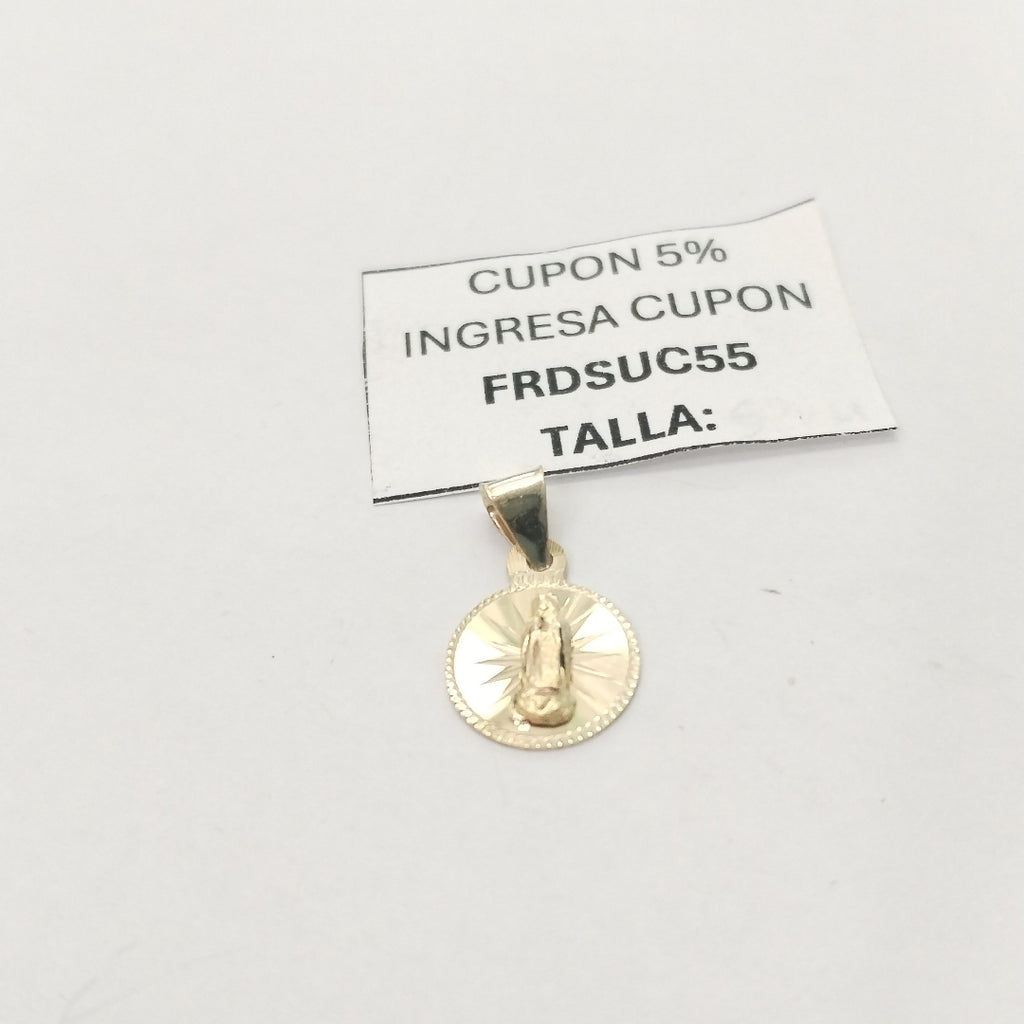 CUPON 5%
INGRESA CUPON
FRDSUC55
TALLA: